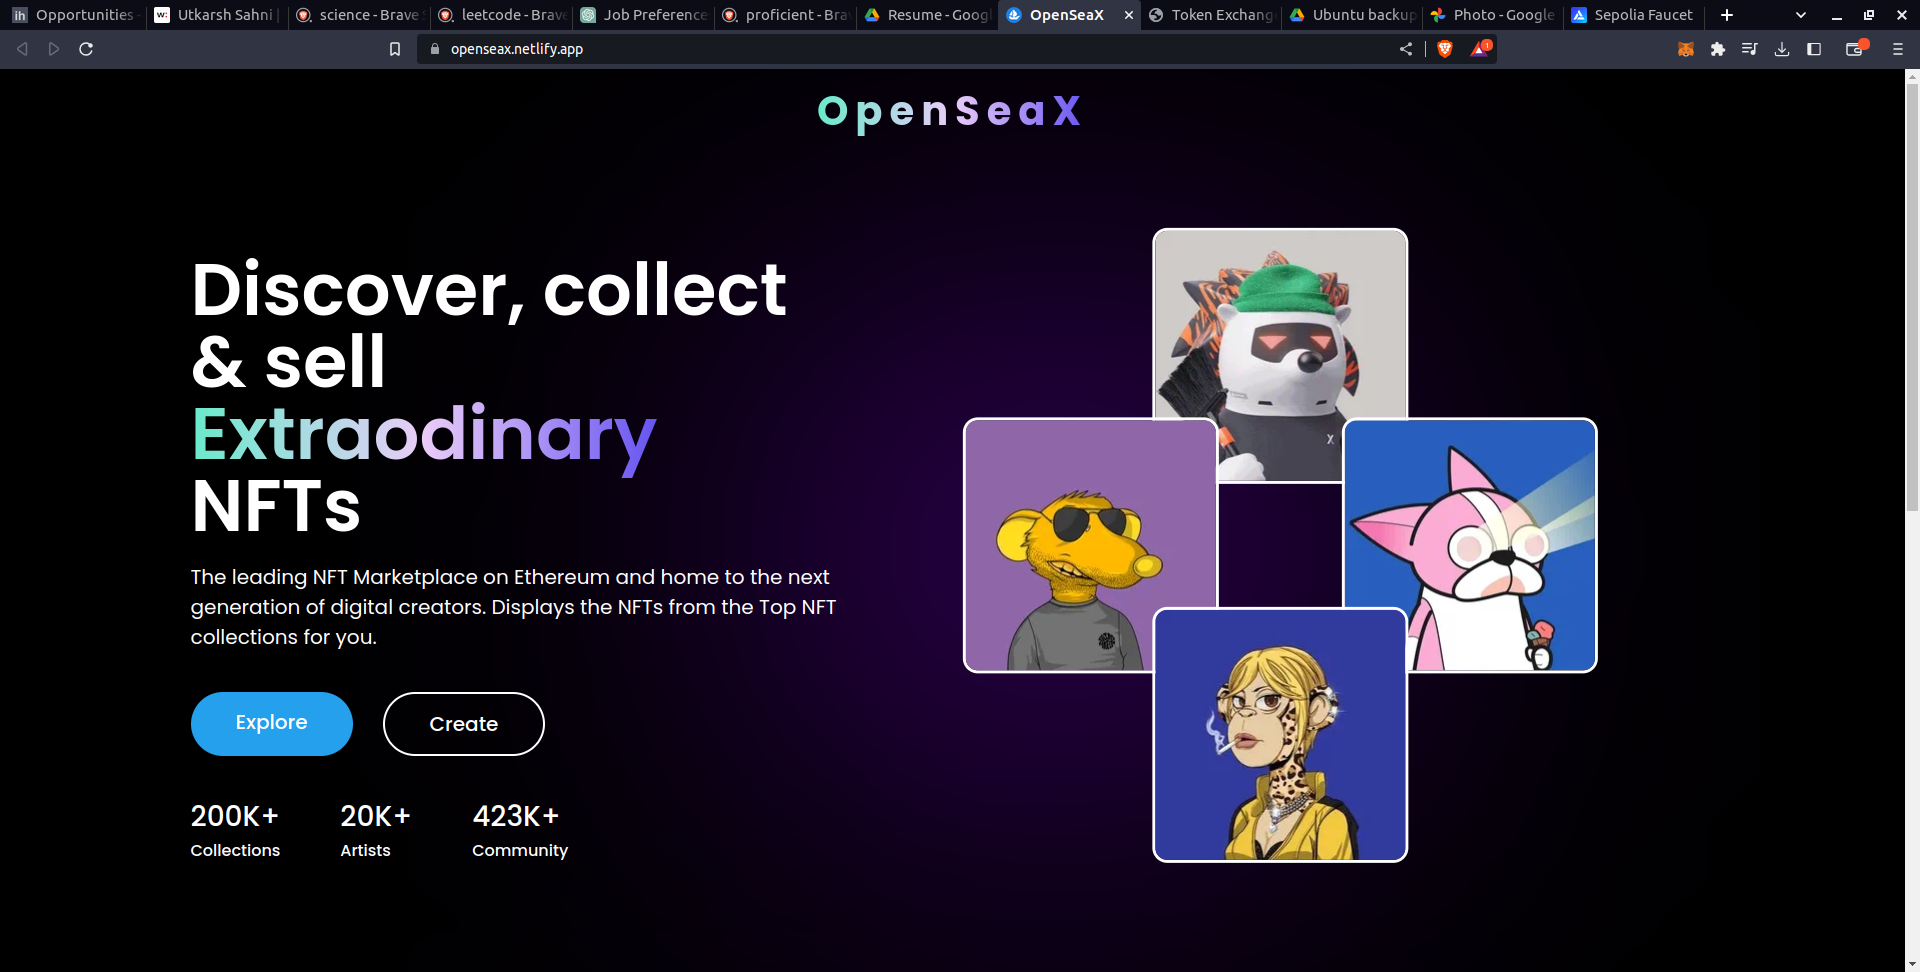 Opportunities -
Utkarsh Sahni |
science - Brave S
leetcode - Brave
Job Preference
proficient - Brav
Resume - Googl
OpenSeaX
Token Exchang
Ubuntu backup
Photo - Google
Sepolia Faucet
openseax.netlify.app
OpenSeaX
Discover, collect
& sell
Extraodinary
NFTs
The leading NFT Marketplace on Ethereum and home to the next
generation of digital creators. Displays the NFTs from the Top NFT
collections for you.
Explore
Create
200K+
20K+
423K+
Collections
Artists
Community
X